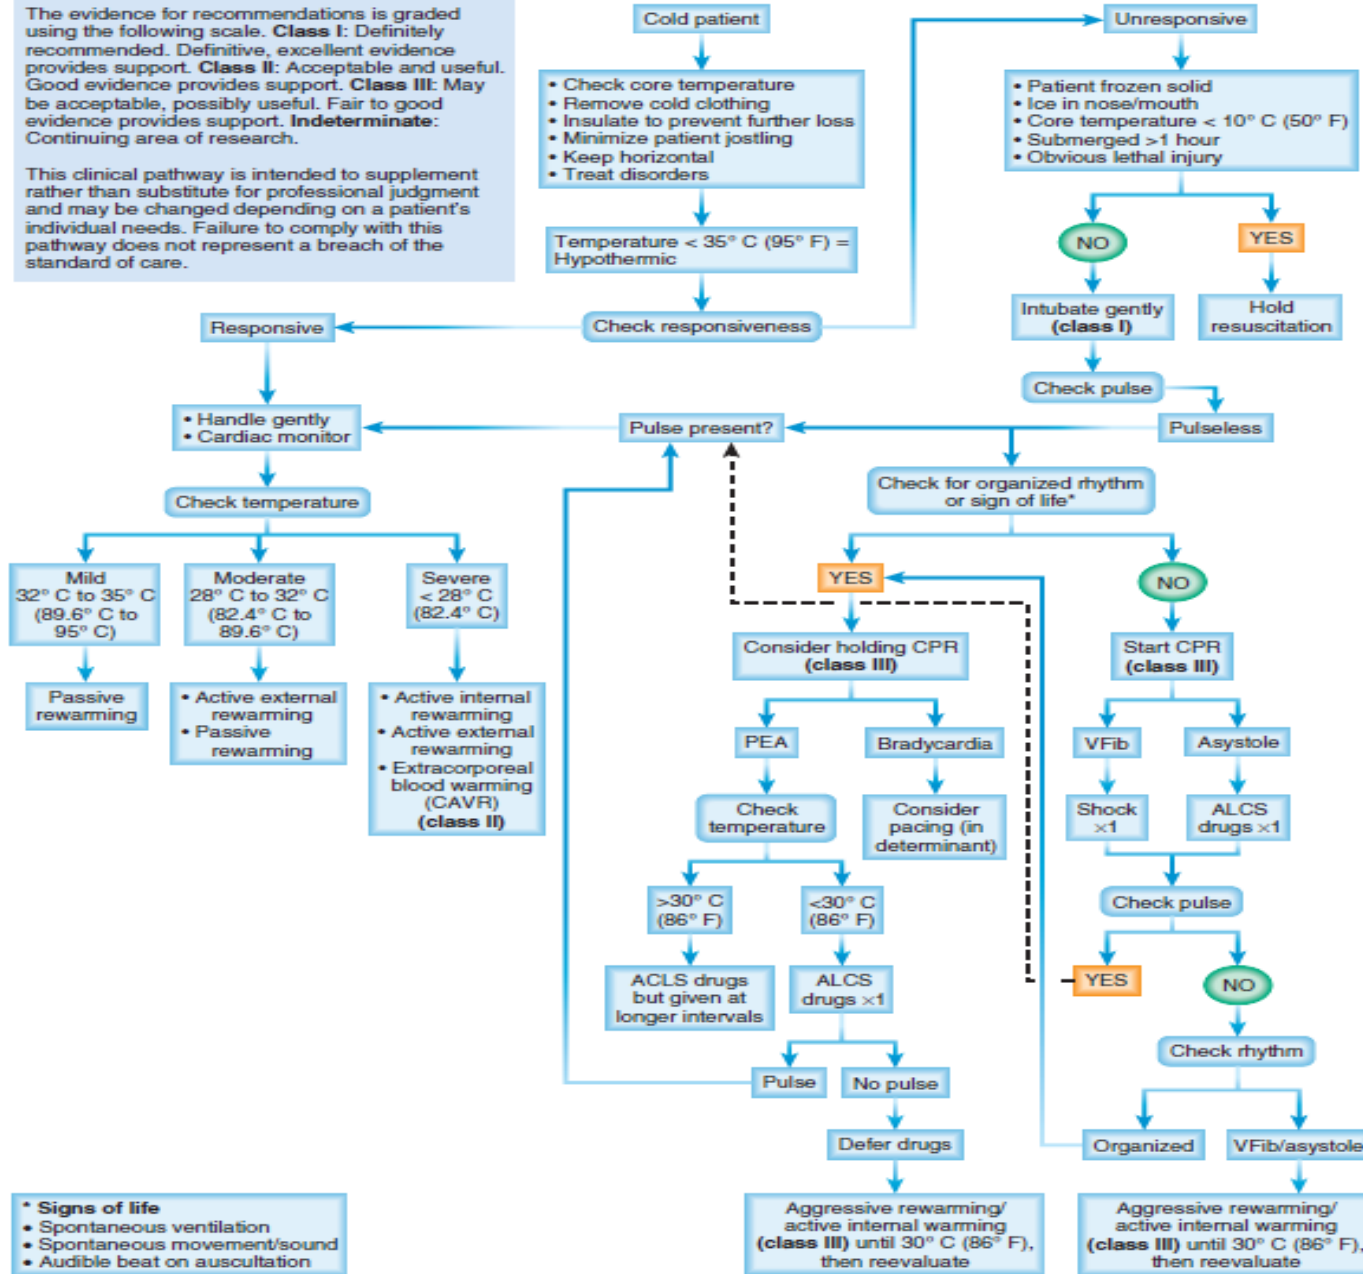 The evidence for recommendations is graded
using the following scale. Class I: Definitely
recommended. Definitive, excellent evidence
provides support. Class II: Acceptable and useful.
Good evidence provides support. Class III: May
be acceptable, possibly useful. Fair to good
evidence provides support. Indeterminate:
Continuing area of research.
This clinical pathway is intended to supplement
rather than substitute for professional judgment
and may be changed depending on a patient's
individual needs. Failure to comply with this
pathway does not represent a breach of the
standard of care.
Cold patient
• Check core temperature
• Remove cold clothing
• Insulate to prevent further loss
• Minimize patient jostling
• Keep horizontal
• Treat disorders
Temperature < 35° C (95° F) =
Hypothermic
Check responsiveness
Unresponsive
• Patient frozen solid
• Ice in nose/mouth
• Core temperature < 10° C (50° F)
• Submerged >1 hour
• Obvious lethal injury
NO
YES
Intubate gently
(class I)
Hold
resuscitation
Check pulse
Pulseless
Pulse present?
Responsive
• Handle gently
• Cardiac monitor
Check temperature
Mild
32° C to 35° C
(89.6° C to
95° C)
Moderate
28° C to 32° C
(82.4° C to
89.6° C)
Severe
< 28° C
(82.4° C)
Passive
rewarming
• Active external
rewarming
• Passive
rewarming
• Active internal
rewarming
• Active external
rewarming
• Extracorporeal
blood warming
(CAVR)
(class II)
Check for organized rhythm
or sign of life*
YES
NO
Consider holding CPR
(class III)
Start CPR
(class III)
PEA
Bradycardia
VFib
Asystole
Check
temperature
Consider
pacing (in
determinant)
Shock
×1
ALCS
drugs ×1
>30° C
(86° F)
<30° C
(86° F)
Check pulse
ACLS drugs
but given at
longer intervals
ALCS
drugs ×1
YES
NO
Pulse
No pulse
Check rhythm
Defer drugs
Organized
VFib/asystole
Aggressive rewarming/
active internal warming
(class III) until 30° C (86° F),
then reevaluate
Aggressive rewarming/
active internal warming
(class III) until 30° C (86° F),
then reevaluate
* Signs of life
• Spontaneous ventilation
• Spontaneous movement/sound
• Audible beat on auscultation